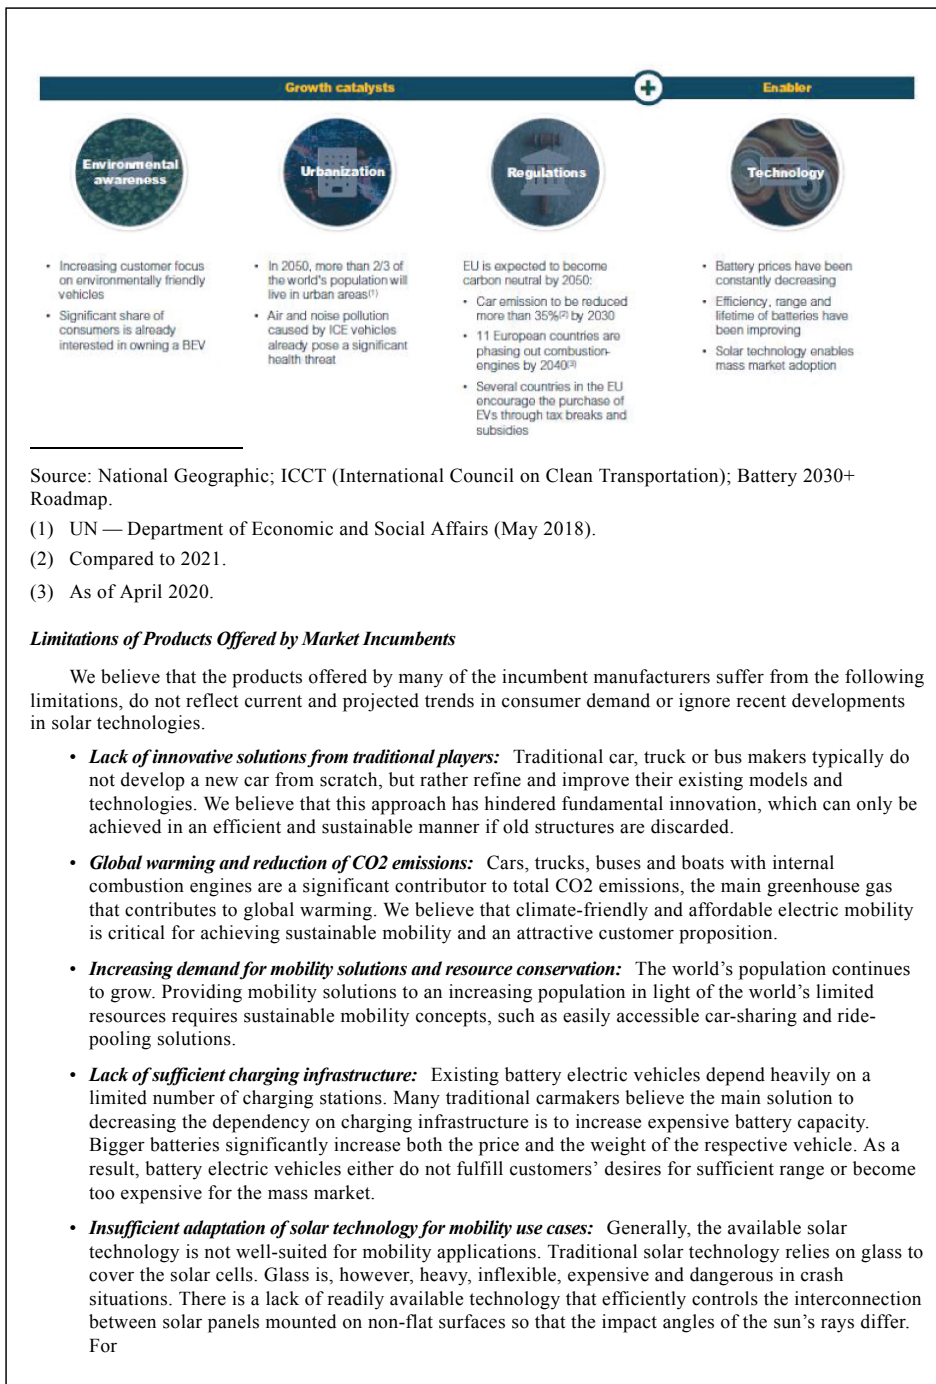 Growth catalysts
Enabler
Environmental
awareness
Urbanization
Regulations
Technology
• Increasing customer focus
on environmentally friendly
vehicles
• Significant share of
consumers is already
interested in owning a BEV
• In 2050, more than 2/3 of
the world's population will
live in urban areas(1)
• Air and noise pollution
caused by ICE vehicles
already pose a significant
health threat
EU is expected to become
carbon neutral by 2050:
• Car emission to be reduced
more than 35%(2) by 2030
• 11 European countries are
phasing out combustion-
engines by 2040(3)
• Several countries in the EU
encourage the purchase of
EVs through tax breaks and
subsidies
• Battery prices have been
constantly decreasing
• Efficiency, range and
lifetime of batteries have
been improving
• Solar technology enables
mass market adoption
Source: National Geographic; ICCT (International Council on Clean Transportation); Battery 2030+
Roadmap.
(1) UN — Department of Economic and Social Affairs (May 2018).
(2) Compared to 2021.
(3) As of April 2020.
Limitations of Products Offered by Market Incumbents
We believe that the products offered by many of the incumbent manufacturers suffer from the following
limitations, do not reflect current and projected trends in consumer demand or ignore recent developments
in solar technologies.
• Lack of innovative solutions from traditional players: Traditional car, truck or bus makers typically do
not develop a new car from scratch, but rather refine and improve their existing models and
technologies. We believe that this approach has hindered fundamental innovation, which can only be
achieved in an efficient and sustainable manner if old structures are discarded.
• Global warming and reduction of CO2 emissions: Cars, trucks, buses and boats with internal
combustion engines are a significant contributor to total CO2 emissions, the main greenhouse gas
that contributes to global warming. We believe that climate-friendly and affordable electric mobility
is critical for achieving sustainable mobility and an attractive customer proposition.
• Increasing demand for mobility solutions and resource conservation: The world’s population continues
to grow. Providing mobility solutions to an increasing population in light of the world’s limited
resources requires sustainable mobility concepts, such as easily accessible car-sharing and ride-
pooling solutions.
• Lack of sufficient charging infrastructure: Existing battery electric vehicles depend heavily on a
limited number of charging stations. Many traditional carmakers believe the main solution to
decreasing the dependency on charging infrastructure is to increase expensive battery capacity.
Bigger batteries significantly increase both the price and the weight of the respective vehicle. As a
result, battery electric vehicles either do not fulfill customers’ desires for sufficient range or become
too expensive for the mass market.
• Insufficient adaptation of solar technology for mobility use cases: Generally, the available solar
technology is not well-suited for mobility applications. Traditional solar technology relies on glass to
cover the solar cells. Glass is, however, heavy, inflexible, expensive and dangerous in crash
situations. There is a lack of readily available technology that efficiently controls the interconnection
between solar panels mounted on non-flat surfaces so that the impact angles of the sun’s rays differ.
For